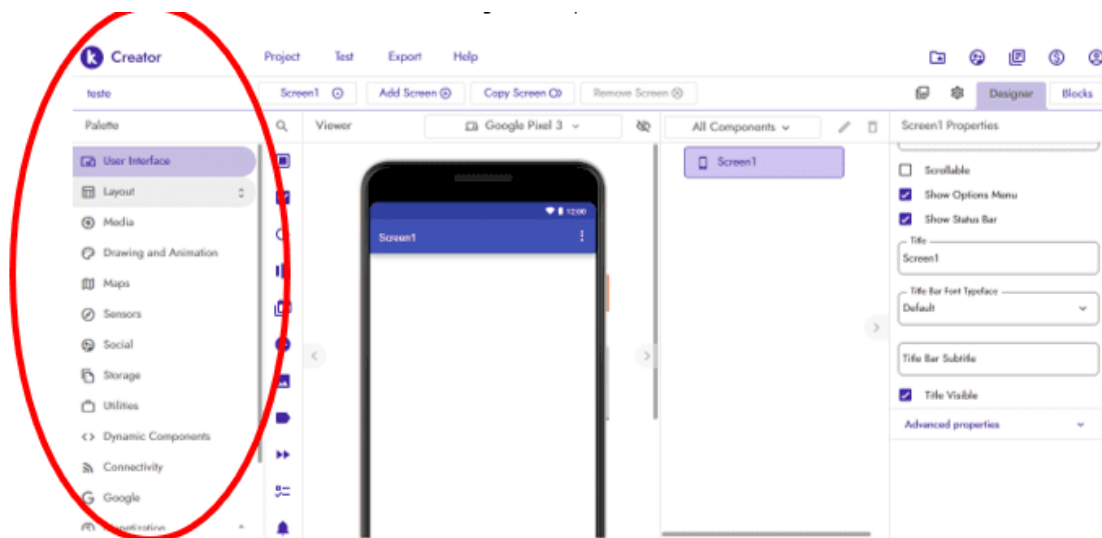 Creator
Project Test Export Help
teste
Screen1 Add Screen Copy Screen Remove Screen
Designer Blocks
Palette
Viewer
Google Pixel 3
All Components
Screen1 Properties
User Interface
Layout
Media
Drawing and Animation
Maps
Sensors
Social
Storage
Utilities
Dynamic Components
Connectivity
Google
Monetization
12:00
Screen1
Screen1
Scrollable
Show Options Menu
Show Status Bar
Title
Screen1
Title Bar Font Typeface
Default
Title Bar Subtitle
Title Visible
Advanced properties